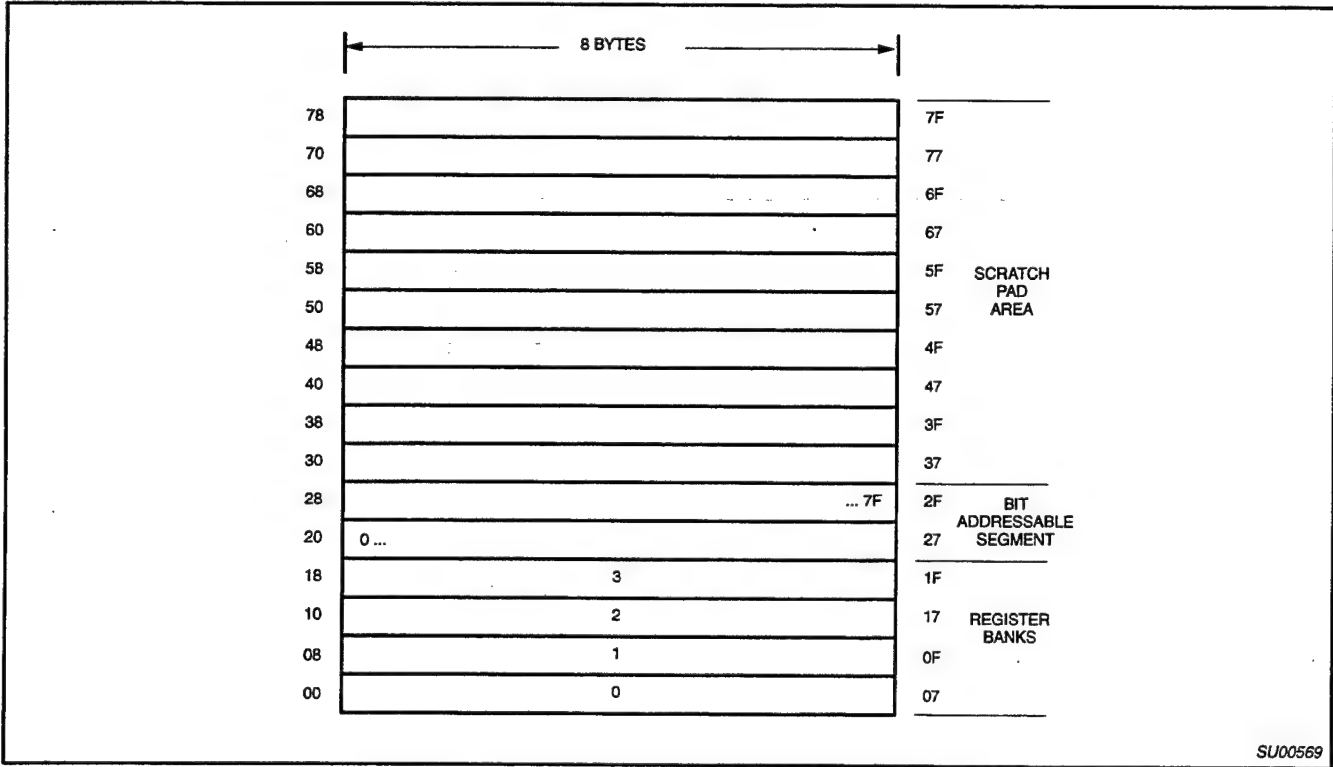 8 BYTES
78 7F
70 77
68 6F
60 67
58 5F SCRATCH
PAD
50 57 AREA
48 4F
40 47
38 3F
30 37
28 ... 7F 2F BIT
ADDRESSABLE
20 0 ... 27 SEGMENT
18 3 1F
10 2 17 REGISTER
BANKS
08 1 0F
00 0 07
SU00569